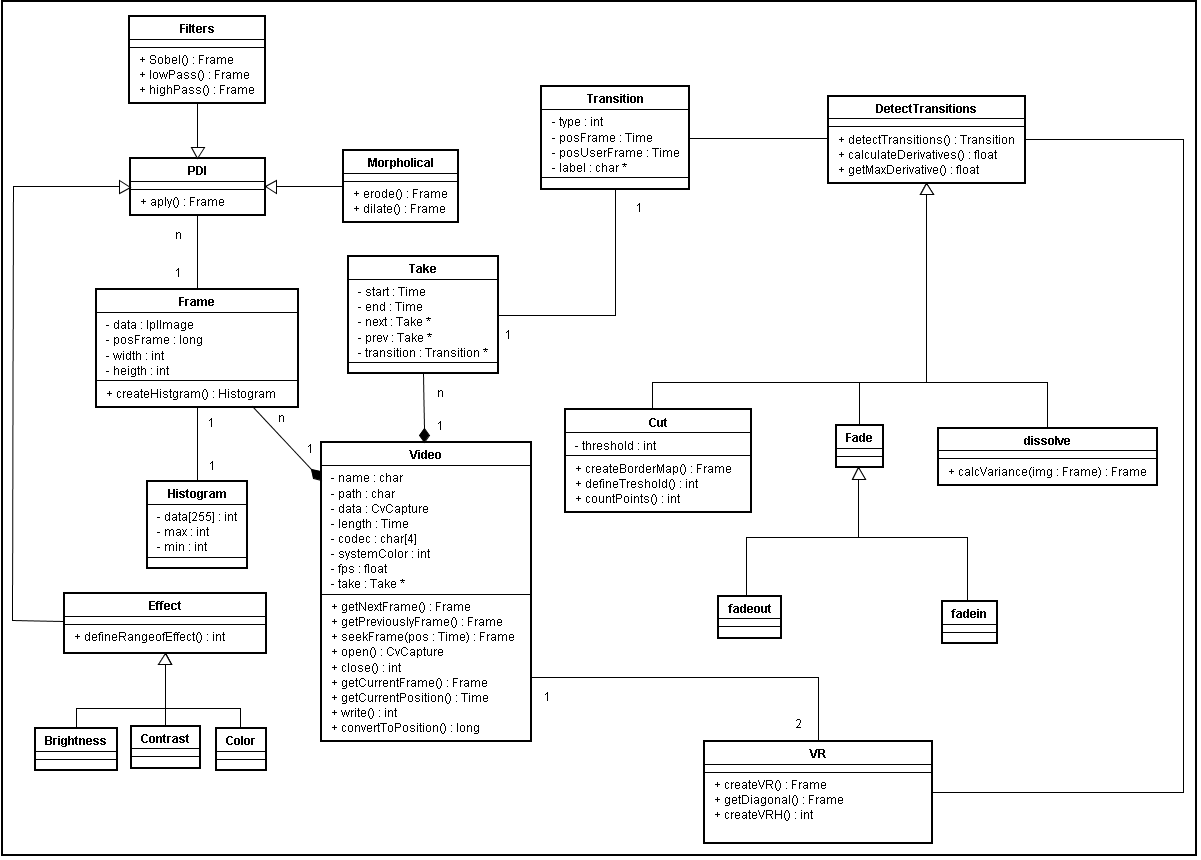 Filters
+ Sobel() : Frame
+ lowPass() : Frame
+ highPass() : Frame
PDI
+ aply() : Frame
Morpholical
+ erode() : Frame
+ dilate() : Frame
Transition
- type : int
- posFrame : Time
- posUserFrame : Time
- label : char *
DetectTransitions
+ detectTransitions() : Transition
+ calculateDerivatives() : float
+ getMaxDerivative() : float
n
1
1
1
Frame
- data : IplImage
- posFrame : long
- width : int
- heigth : int
+ createHistgram() : Histogram
Take
- start : Time
- end : Time
- next : Take *
- prev : Take *
- transition : Transition *
n
1
1
1
n
1
Histogram
- data[255] : int
- max : int
- min : int
Video
- name : char
- path : char
- data : CvCapture
- length : Time
- codec : char[4]
- systemColor : int
- fps : float
- take : Take *
+ getNextFrame() : Frame
+ getPreviouslyFrame() : Frame
+ seekFrame(pos : Time) : Frame
+ open() : CvCapture
+ close() : int
+ getCurrentFrame() : Frame
+ getCurrentPosition() : Time
+ write() : int
+ convertToPosition() : long
Cut
- threshold : int
+ createBorderMap() : Frame
+ defineTreshold() : int
+ countPoints() : int
Fade
dissolve
+ calcVariance(img : Frame) : Frame
fadeout
fadein
Effect
+ defineRangeofEffect() : int
Brightness
Contrast
Color
1
2
VR
+ createVR() : Frame
+ getDiagonal() : Frame
+ createVRH() : int